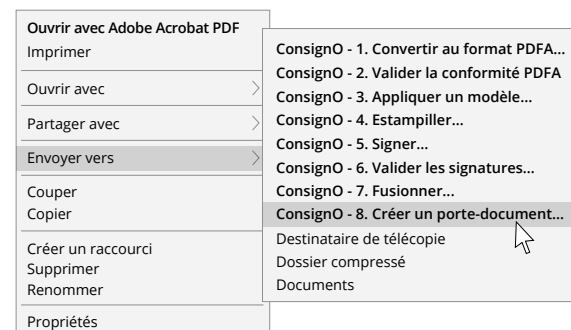 Ouvrir avec Adobe Acrobat PDF
Imprimer
Ouvrir avec
Partager avec
Envoyer vers
Couper
Copier
Créer un raccourci
Supprimer
Renommer
Propriétés
ConsignO - 1. Convertir au format PDFA...
ConsignO - 2. Valider la conformité PDFA
ConsignO - 3. Appliquer un modèle...
ConsignO - 4. Estampiller...
ConsignO - 5. Signer...
ConsignO - 6. Valider les signatures...
ConsignO - 7. Fusionner...
ConsignO - 8. Créer un porte-document...
Destinataire de télécopie
Dossier compressé
Documents